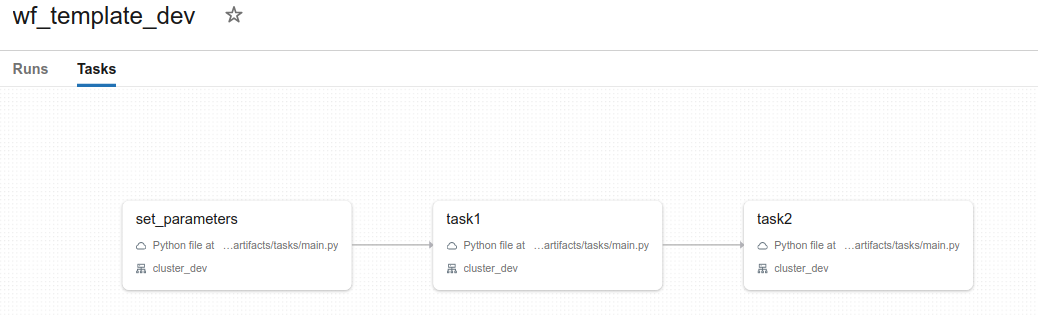 wf_template_dev
Runs Tasks
set_parameters
Python file at …artifacts/tasks/main.py
cluster_dev
task1
Python file at …artifacts/tasks/main.py
cluster_dev
task2
Python file at …artifacts/tasks/main.py
cluster_dev